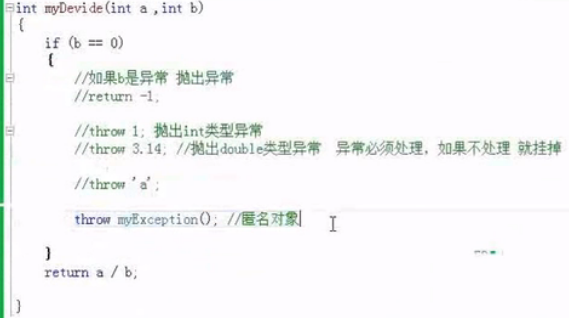 int myDevide(int a ,int b)
{
if (b == 0)
{
//如果b是异常 抛出异常
//return -1;
//throw 1; 抛出int类型异常
//throw 3.14; //抛出double类型异常 异常必须处理，如果不处理 就挂掉
//throw 'a';
throw myException(); //匿名对象
}
return a / b;
}